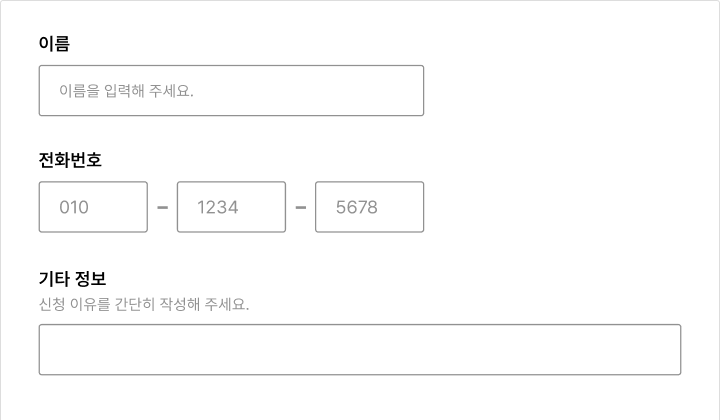 이름
이름을 입력해 주세요.
전화번호
010 – 1234 – 5678
기타 정보
신청 이유를 간단히 작성해 주세요.